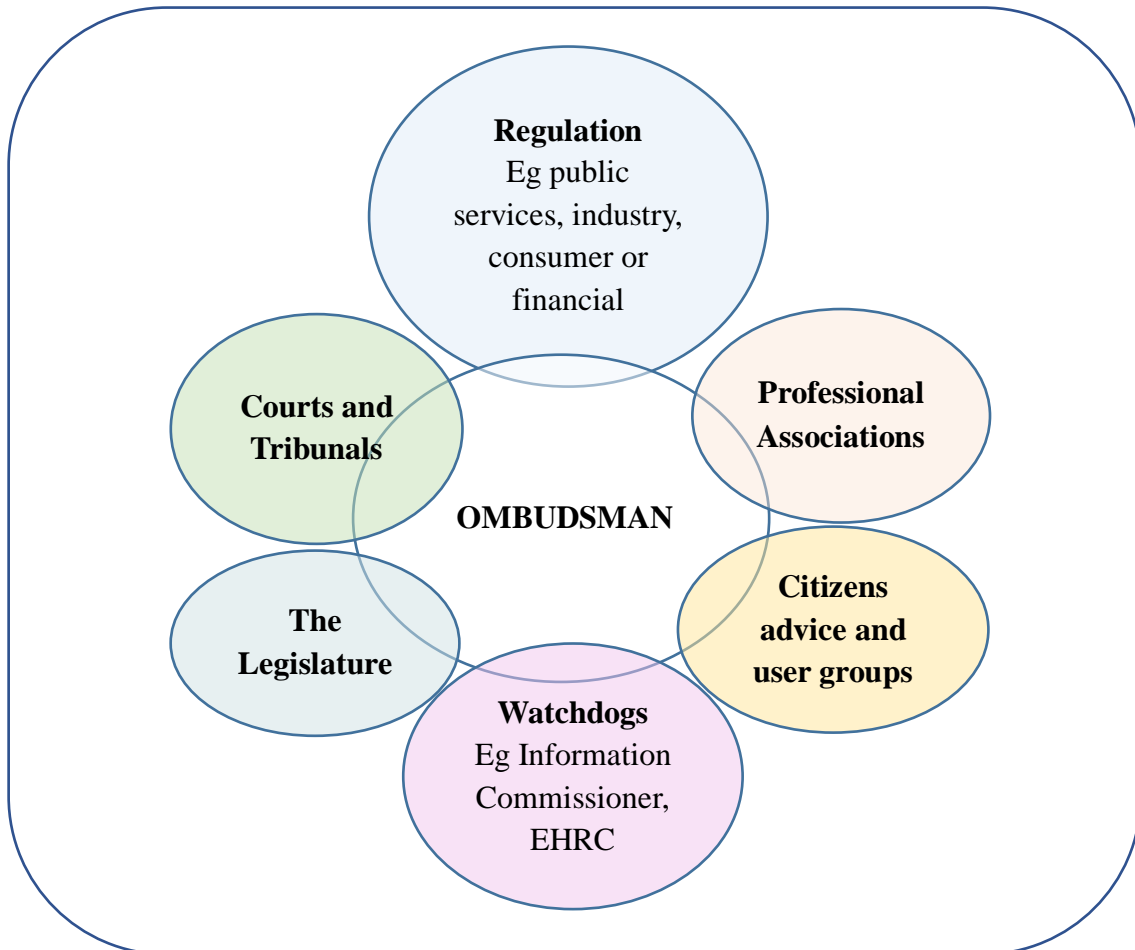 Regulation
Eg public
services, industry,
consumer or
financial
Courts and
Tribunals
Professional
Associations
OMBUDSMAN
The
Legislature
Citizens
advice and
user groups
Watchdogs
Eg Information
Commissioner,
EHRC